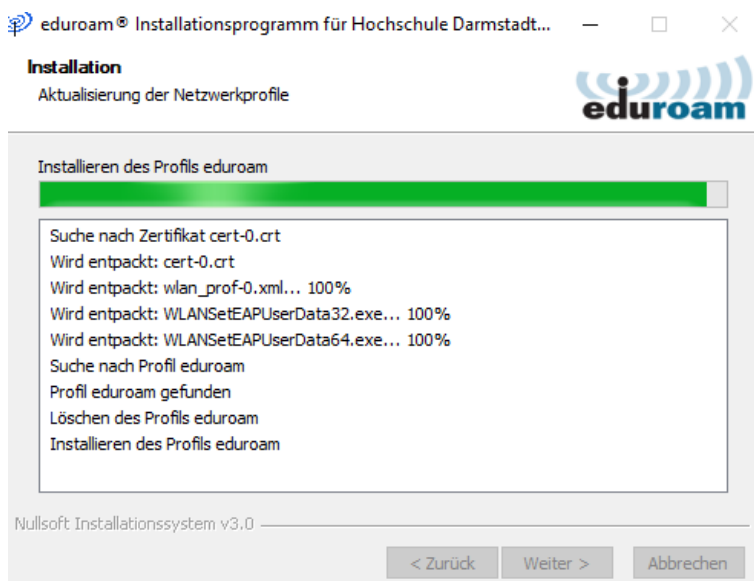 eduroam® Installationsprogramm für Hochschule Darmstadt...
Installation
Aktualisierung der Netzwerkprofile
eduroam
Installieren des Profils eduroam
Suche nach Zertifikat cert-0.crt
Wird entpackt: cert-0.crt
Wird entpackt: wlan_prof-0.xml... 100%
Wird entpackt: WLANSetEAPUserData32.exe... 100%
Wird entpackt: WLANSetEAPUserData64.exe... 100%
Suche nach Profil eduroam
Profil eduroam gefunden
Löschen des Profils eduroam
Installieren des Profils eduroam
Nullsoft Installationssystem v3.0
< Zurück
Weiter >
Abbrechen